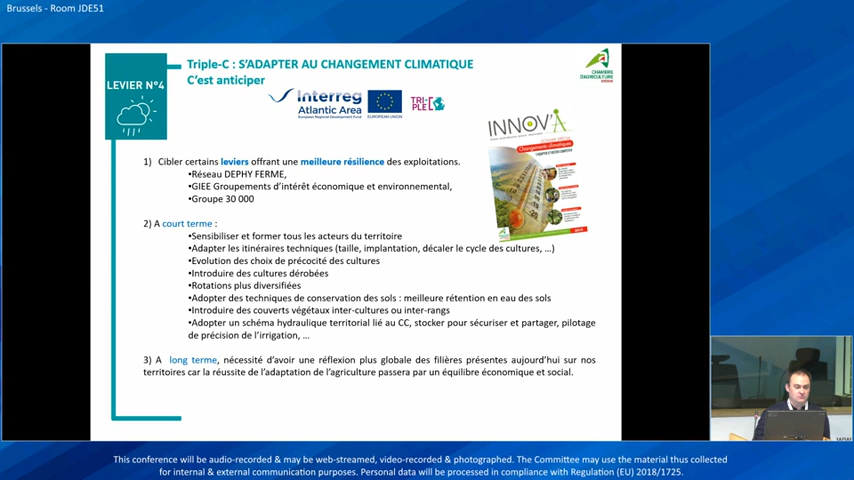 Brussels - Room JDE51
LEVIER N°4
Triple-C : S'ADAPTER AU CHANGEMENT CLIMATIQUE
C'est anticiper
CHAMBRE
D'AGRICULTURE
Interreg
Atlantic Area
European Regional Development Fund
EUROPEAN UNION
TRI-
PLE C
INNOV'A
Changements climatiques
1) Cibler certains leviers offrant une meilleure résilience des exploitations.
•Réseau DEPHY FERME,
•GIEE Groupements d'intérêt économique et environnemental,
•Groupe 30 000
2) A court terme :
•Sensibiliser et former tous les acteurs du territoire
•Adapter les itinéraires techniques (taille, implantation, décaler le cycle des cultures, ...)
•Evolution des choix de précocité des cultures
•Introduire des cultures dérobées
•Rotations plus diversifiées
•Adopter des techniques de conservation des sols : meilleure rétention en eau des sols
•Introduire des couverts végétaux inter-cultures ou inter-rangs
•Adopter un schéma hydraulique territorial lié au CC, stocker pour sécuriser et partager, pilotage
de précision de l'irrigation, ...
3) A long terme, nécessité d'avoir une réflexion plus globale des filières présentes aujourd'hui sur nos
territoires car la réussite de l'adaptation de l'agriculture passera par un équilibre économique et social.
This conference will be audio-recorded & may be web-streamed, video-recorded & photographed. The Committee may use the material thus collected
for internal & external communication purposes. Personal data will be processed in compliance with Regulation (EU) 2018/1725.